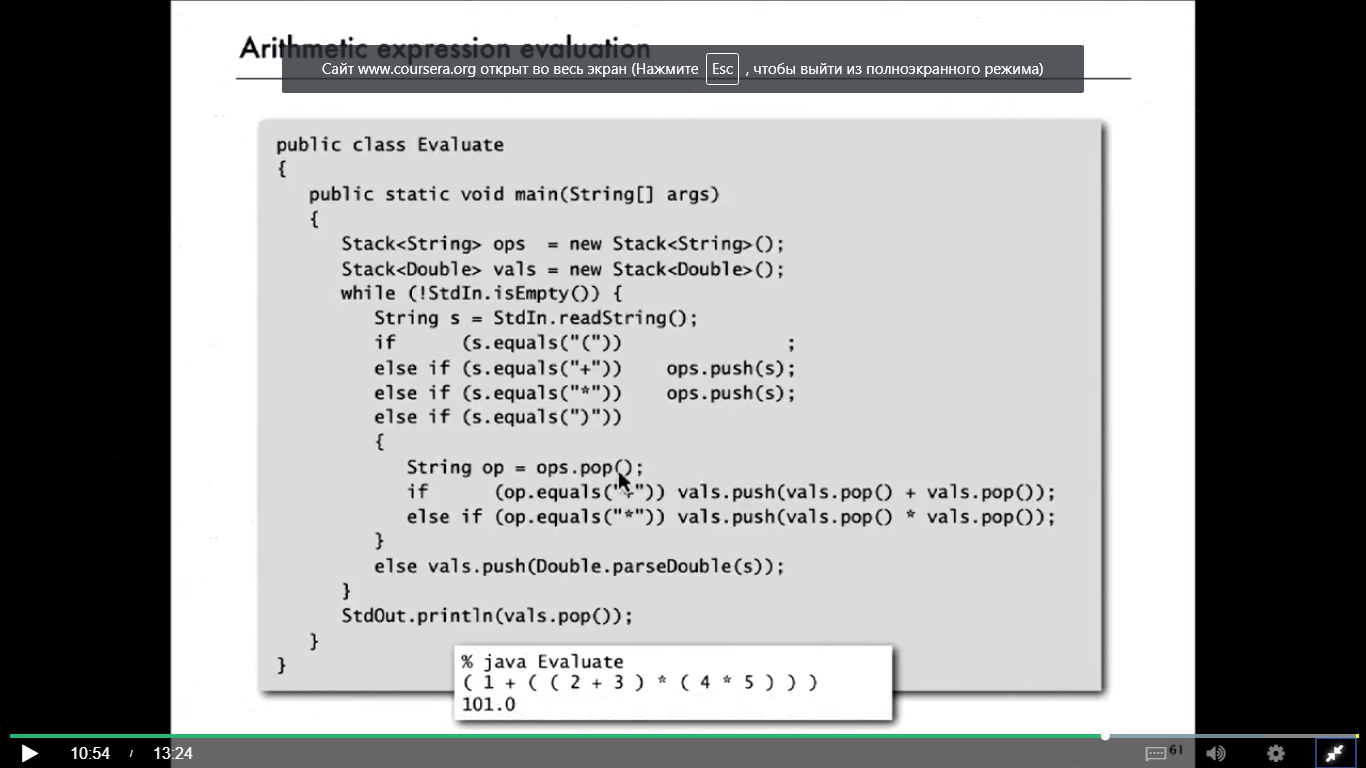 Arithmetic expression evaluation
Сайт www.coursera.org открыт во весь экран (Нажмите Esc , чтобы выйти из полноэкранного режима)
public class Evaluate
{
   public static void main(String[] args)
   {
      Stack<String> ops  = new Stack<String>();
      Stack<Double> vals = new Stack<Double>();
      while (!StdIn.isEmpty()) {
         String s = StdIn.readString();
         if      (s.equals("("))               ;
         else if (s.equals("+"))    ops.push(s);
         else if (s.equals("*"))    ops.push(s);
         else if (s.equals(")"))
         {
            String op = ops.pop();
            if      (op.equals("+")) vals.push(vals.pop() + vals.pop());
            else if (op.equals("*")) vals.push(vals.pop() * vals.pop());
         }
         else vals.push(Double.parseDouble(s));
      }
      StdOut.println(vals.pop());
   }
}
% java Evaluate
( 1 + ( ( 2 + 3 ) * ( 4 * 5 ) ) )
101.0
10:54 / 13:24
61